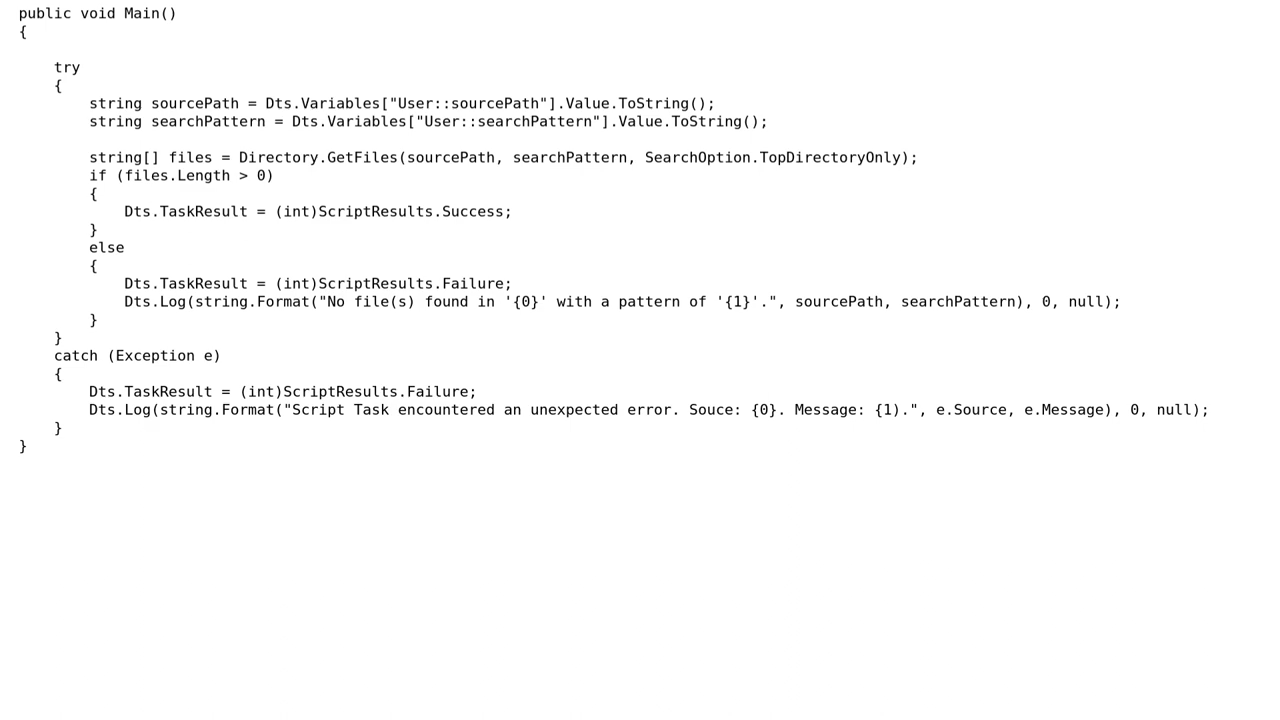 public void Main()
{
try
{
string sourcePath = Dts.Variables["User::sourcePath"].Value.ToString();
string searchPattern = Dts.Variables["User::searchPattern"].Value.ToString();
string[] files = Directory.GetFiles(sourcePath, searchPattern, SearchOption.TopDirectoryOnly);
if (files.Length > 0)
{
Dts.TaskResult = (int)ScriptResults.Success;
}
else
{
Dts.TaskResult = (int)ScriptResults.Failure;
Dts.Log(string.Format("No file(s) found in '{0}' with a pattern of '{1}'.", sourcePath, searchPattern), 0, null);
}
}
catch (Exception e)
{
Dts.TaskResult = (int)ScriptResults.Failure;
Dts.Log(string.Format("Script Task encountered an unexpected error. Souce: {0}. Message: {1).", e.Source, e.Message), 0, null);
}
}